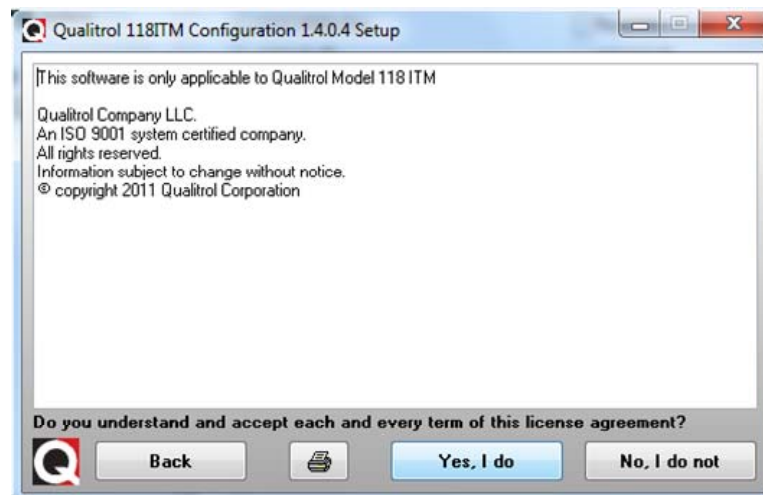 Qualitrol 118ITM Configuration 1.4.0.4 Setup
This software is only applicable to Qualitrol Model 118 ITM
Qualitrol Company LLC.
An ISO 9001 system certified company.
All rights reserved.
Information subject to change without notice.
© copyright 2011 Qualitrol Corporation
Do you understand and accept each and every term of this license agreement?
Back
Yes, I do
No, I do not